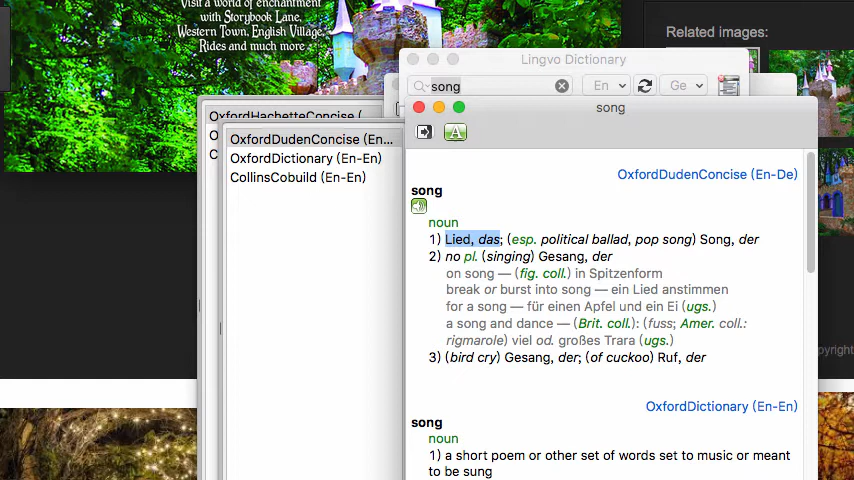 Visit a world of enchantment
with Storybook Lane,
Western Town, English Village,
Rides and much more
Related images:
Lingvo Dictionary
song
En
Ge
song
OxfordHachetteConcise (
O
C
OxfordDudenConcise (En...
OxfordDictionary (En-En)
CollinsCobuild (En-En)
OxfordDudenConcise (En-De)
song
noun
1) Lied, das; (esp. political ballad, pop song) Song, der
2) no pl. (singing) Gesang, der
on song — (fig. coll.) in Spitzenform
break or burst into song — ein Lied anstimmen
for a song — für einen Apfel und ein Ei (ugs.)
a song and dance — (Brit. coll.): (fuss; Amer. coll.:
rigmarole) viel od. großes Trara (ugs.)
3) (bird cry) Gesang, der; (of cuckoo) Ruf, der
pyright
OxfordDictionary (En-En)
song
noun
1) a short poem or other set of words set to music or meant
to be sung